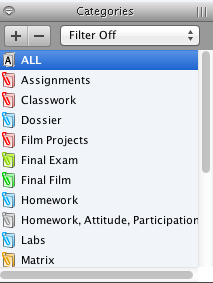 Categories
Filter Off
ALL
Assignments
Classwork
Dossier
Film Projects
Final Exam
Final Film
Homework
Homework, Attitude, Participation
Labs
Matrix